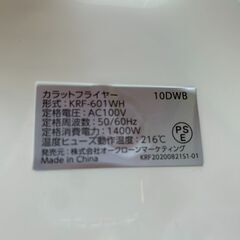 カラットフライヤー 10DWB
形式:KRF-601WH
定格電圧:AC100V
定格周波数:50/60Hz
定格消費電力:1400W
温度ヒューズ動作温度:216℃
発売元:株式会社オークローンマーケティング
Made in China KRF20200821S1-01
PSE